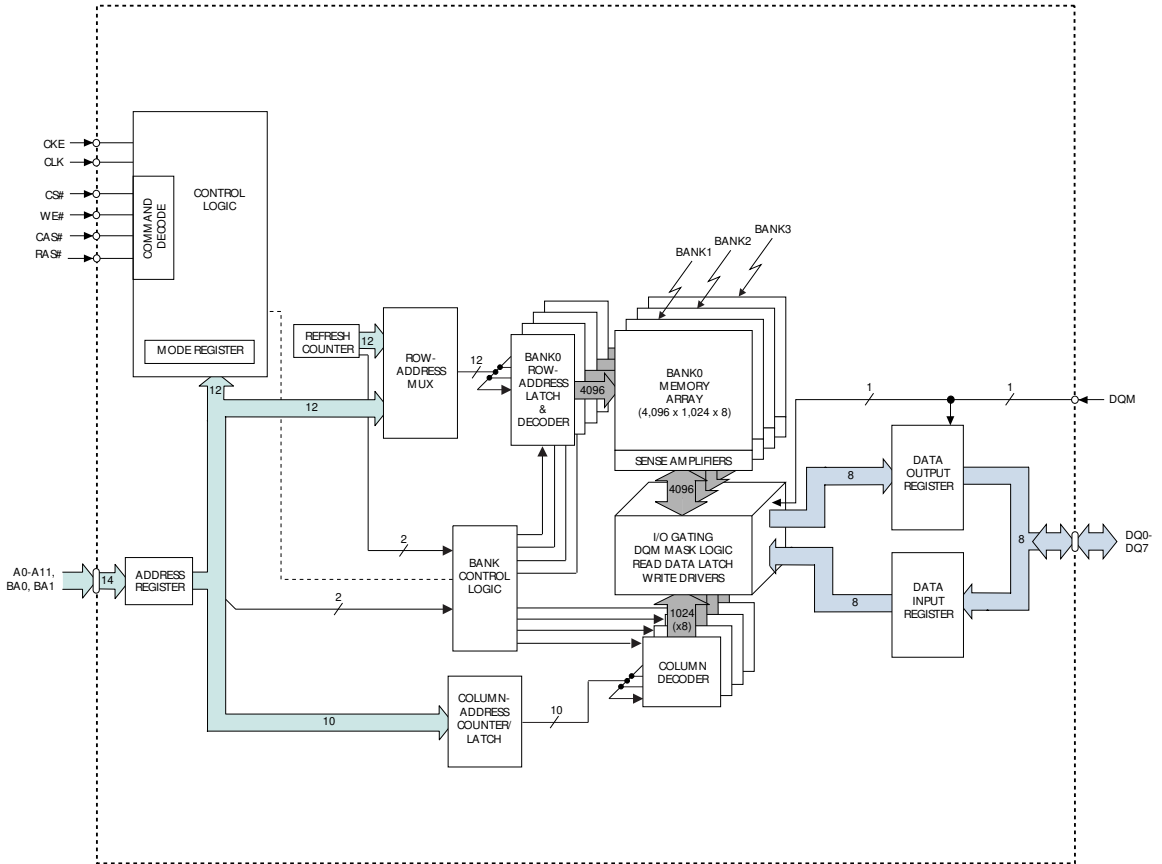 CKE
CLK
CS#
WE#
CAS#
RAS#
COMMAND
DECODE
CONTROL
LOGIC
MODE REGISTER
12
REFRESH
COUNTER
12
ROW-
ADDRESS
MUX
12
12
BANK0
ROW-
ADDRESS
LATCH
&
DECODER
4096
BANK1
BANK2
BANK3
BANK0
MEMORY
ARRAY
(4,096 x 1,024 x 8)
SENSE AMPLIFIERS
4096
I/O GATING
DQM MASK LOGIC
READ DATA LATCH
WRITE DRIVERS
1
1
DQM
DATA
OUTPUT
REGISTER
8
8
DQ0-
DQ7
DATA
INPUT
REGISTER
8
A0-A11,
BA0, BA1
14
ADDRESS
REGISTER
2
2
BANK
CONTROL
LOGIC
1024
(x8)
COLUMN
DECODER
10
COLUMN-
ADDRESS
COUNTER/
LATCH
10